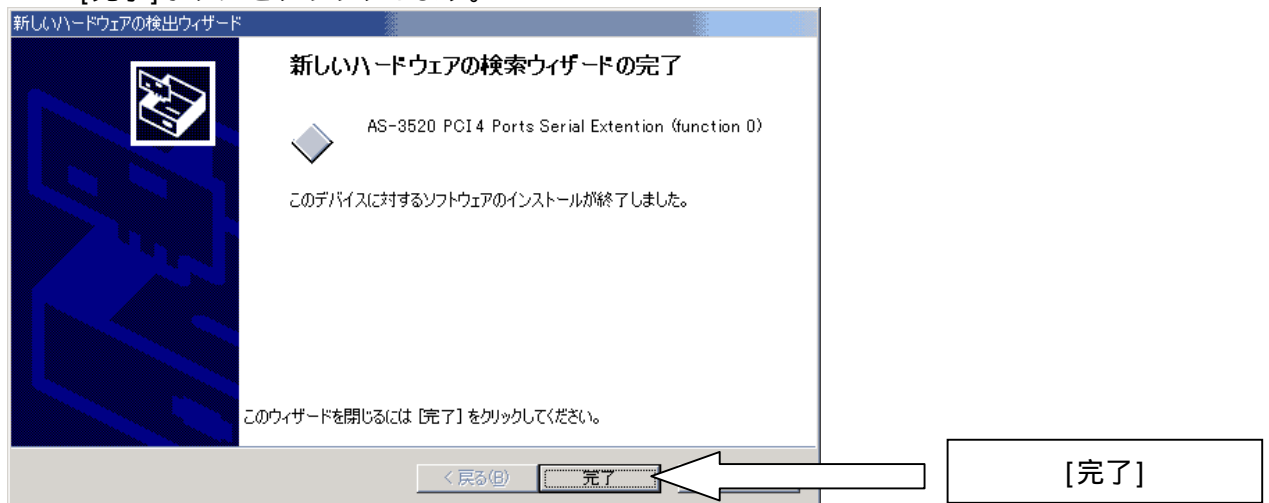 新しいハードウェアの検出ウィザード
新しいハードウェアの検索ウィザードの完了
AS-3520 PCI 4 Ports Serial Extention (function 0)
このデバイスに対するソフトウェアのインストールが終了しました。
このウィザードを閉じるには [完了] をクリックしてください。
< 戻る(B)
完了
[完了]